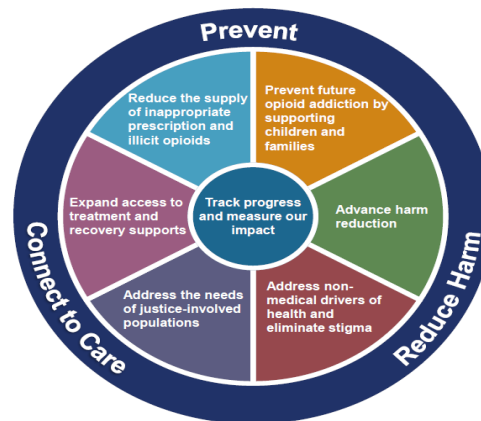 Prevent
Reduce the supply
of inappropriate
prescription and
illicit opioids
Prevent future
opioid addiction by
supporting
children and
families
Expand access to
treatment and
recovery supports
Track progress
and measure our
impact
Advance harm
reduction
Address the needs
of justice-involved
populations
Address non-
medical drivers of
health and
eliminate stigma
Connect to Care
Reduce Harm